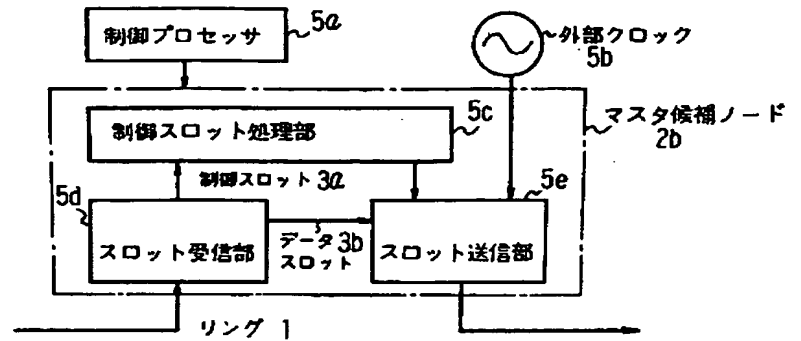 制御プロセッサ
5a
外部クロック
5b
制御スロット処理部
5c
マスタ候補ノード
2b
制御スロット 3a
5d
5e
スロット受信部
データ 3b
スロット
スロット送信部
リング 1